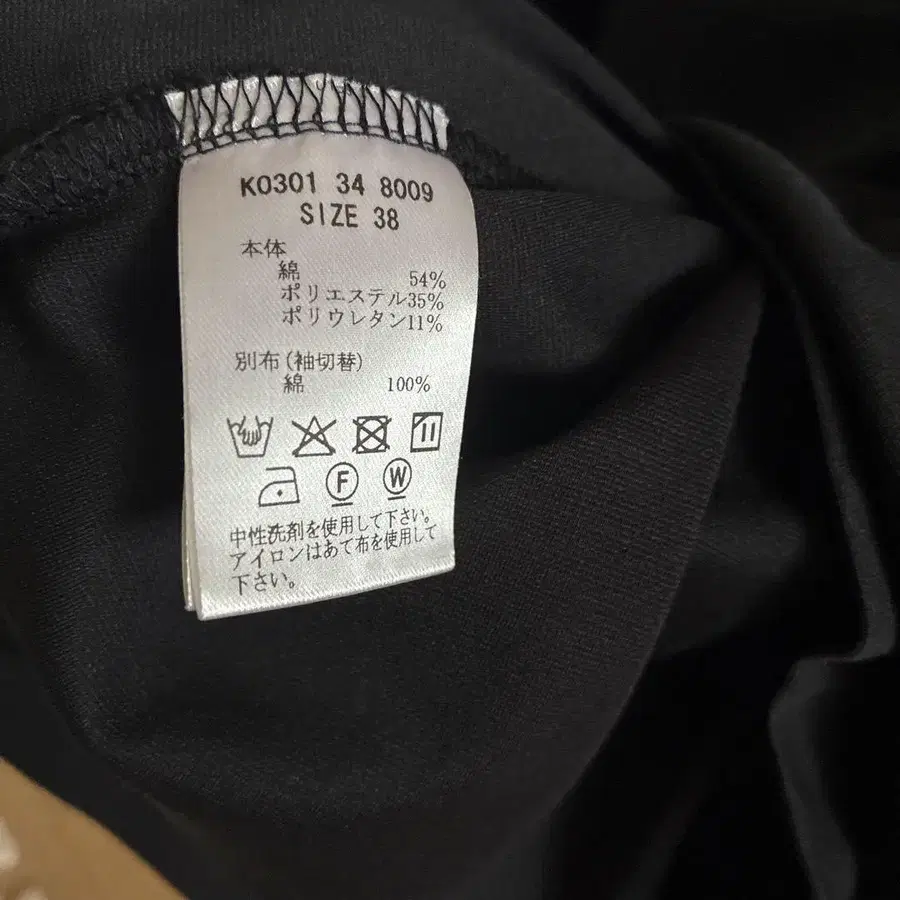 K0301 34 8009
SIZE 38
本体
綿 54%
ポリエステル35%
ポリウレタン11%
別布(袖切替)
綿 100%
F W
中性洗剤を使用して下さい。
アイロンはあて布を使用して
下さい。